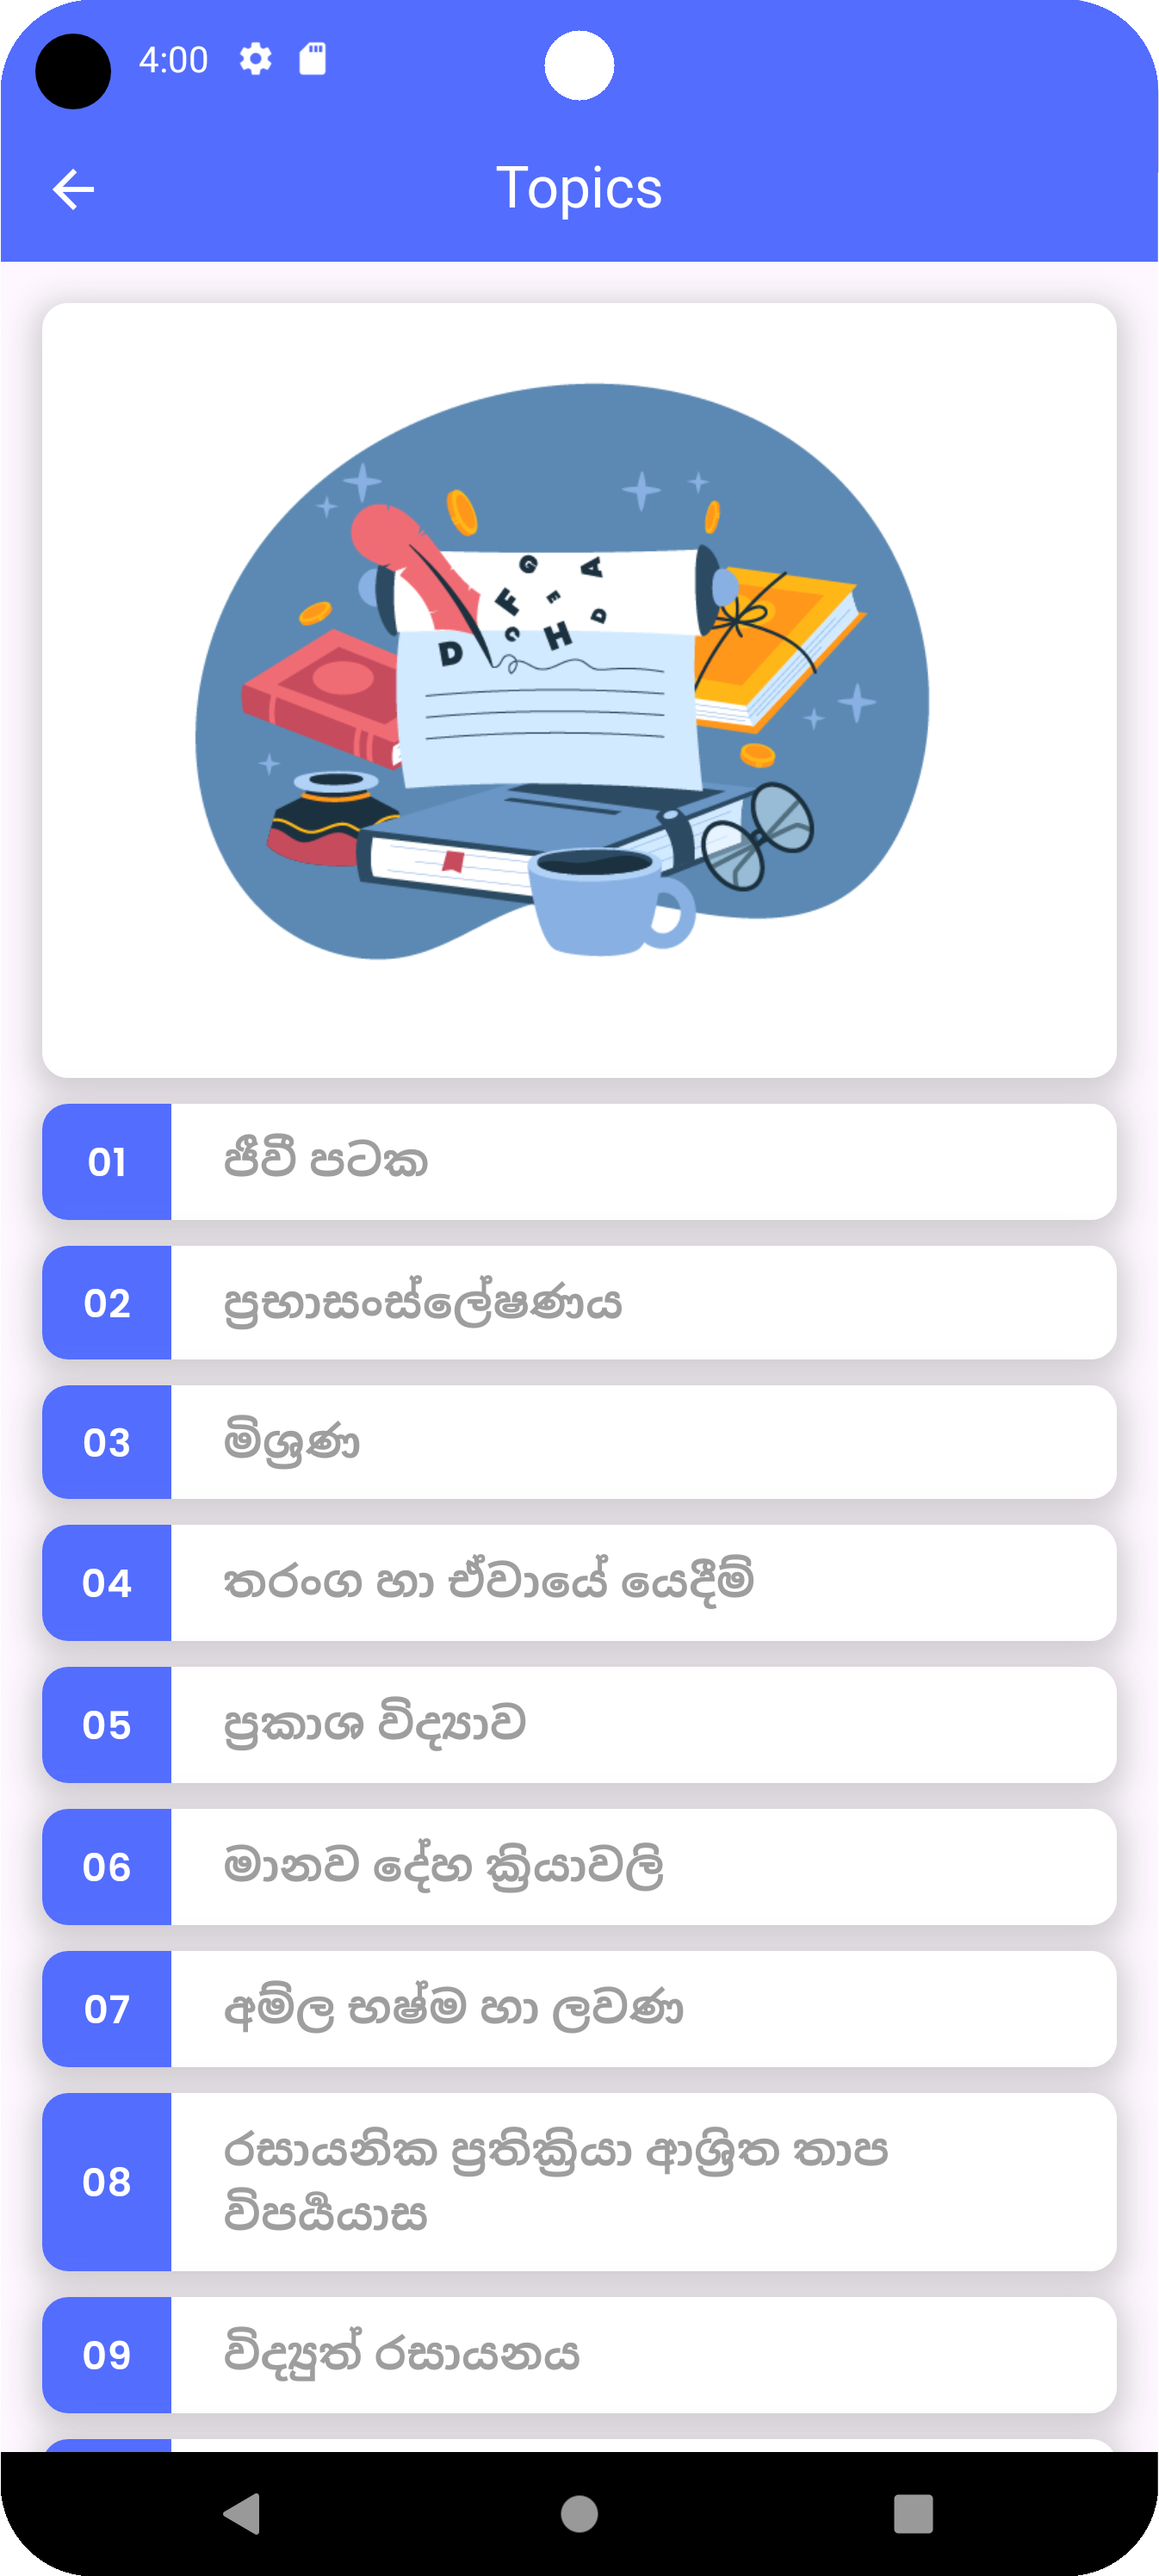 4:00
Topics
G
A
F
E
D
C
H
D
01
ජීවී පටක
02
ප්‍රභාසංස්ලේෂණය
03
මිශ්‍රණ
04
තරංග හා ඒවායේ යෙදීම්
05
ප්‍රකාශ විද්‍යාව
06
මානව දේහ ක්‍රියාවලි
07
අම්ල භෂ්ම හා ලවණ
08
රසායනික ප්‍රතික්‍රියා ආශ්‍රිත තාප
විපර්‍යයාස
09
විද්‍යුත් රසායනය